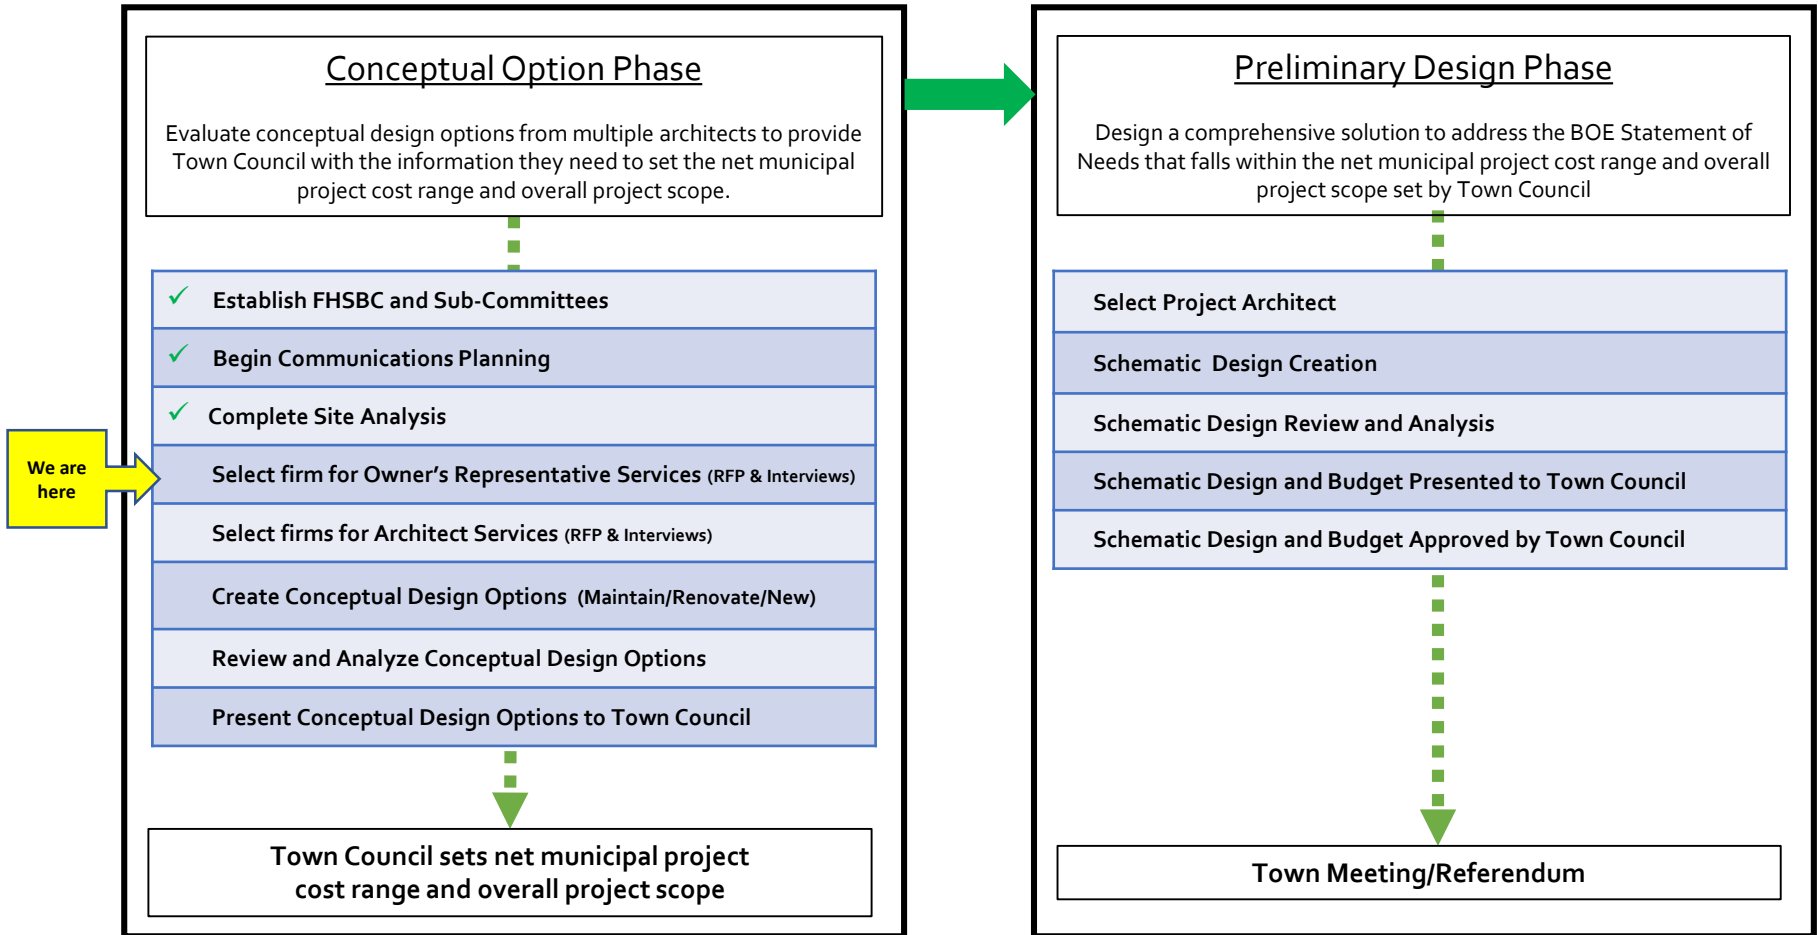 Conceptual Option Phase
Evaluate conceptual design options from multiple architects to provide
Town Council with the information they need to set the net municipal
project cost range and overall project scope.
✓ Establish FHSBC and Sub-Committees
✓ Begin Communications Planning
✓ Complete Site Analysis
We are
here
Select firm for Owner’s Representative Services (RFP & Interviews)
Select firms for Architect Services (RFP & Interviews)
Create Conceptual Design Options (Maintain/Renovate/New)
Review and Analyze Conceptual Design Options
Present Conceptual Design Options to Town Council
Town Council sets net municipal project
cost range and overall project scope
Preliminary Design Phase
Design a comprehensive solution to address the BOE Statement of
Needs that falls within the net municipal project cost range and overall
project scope set by Town Council
Select Project Architect
Schematic Design Creation
Schematic Design Review and Analysis
Schematic Design and Budget Presented to Town Council
Schematic Design and Budget Approved by Town Council
Town Meeting/Referendum